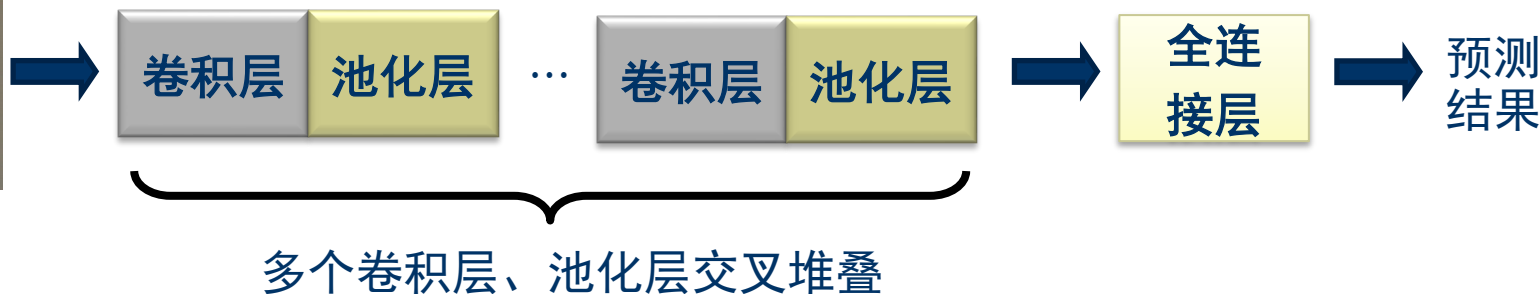 卷积层 池化层 … 卷积层 池化层
全连
接层
预测
结果
多个卷积层、池化层交叉堆叠